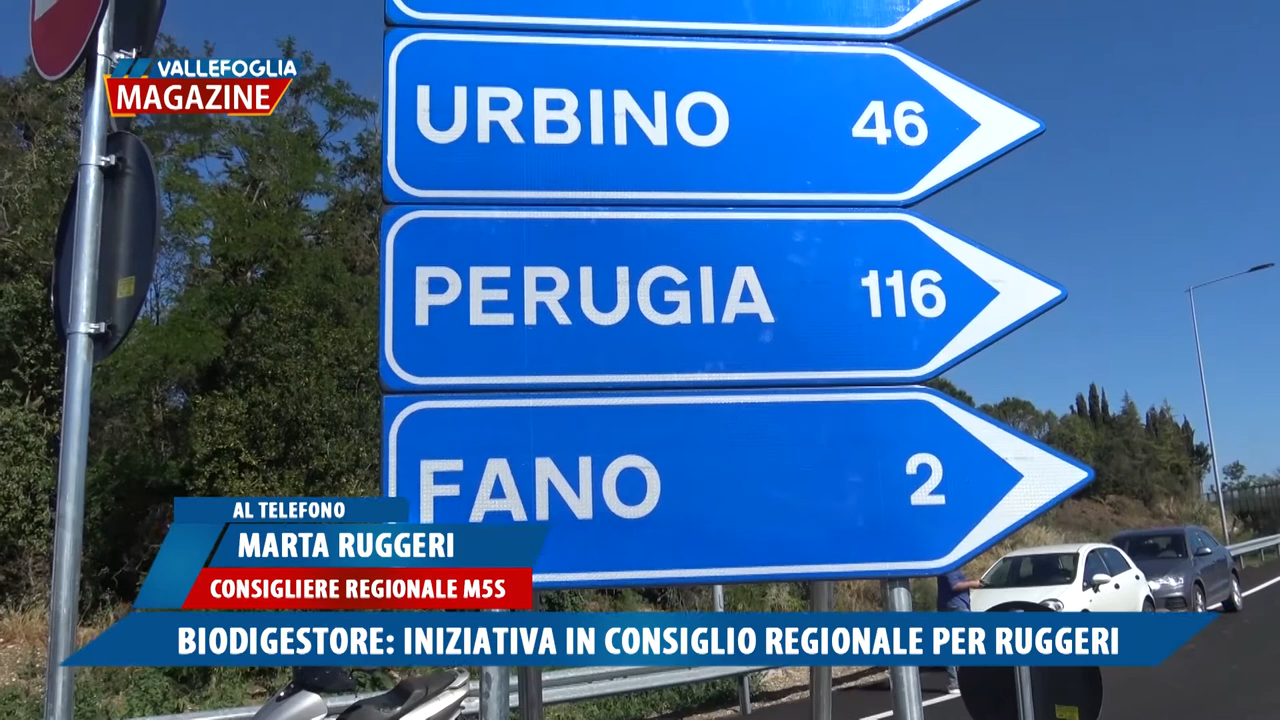 VALLEFOGLIA
MAGAZINE
URBINO 46
PERUGIA 116
FANO 2
AL TELEFONO
MARTA RUGGERI
CONSIGLIERE REGIONALE M5S
BIODIGESTORE: INIZIATIVA IN CONSIGLIO REGIONALE PER RUGGERI